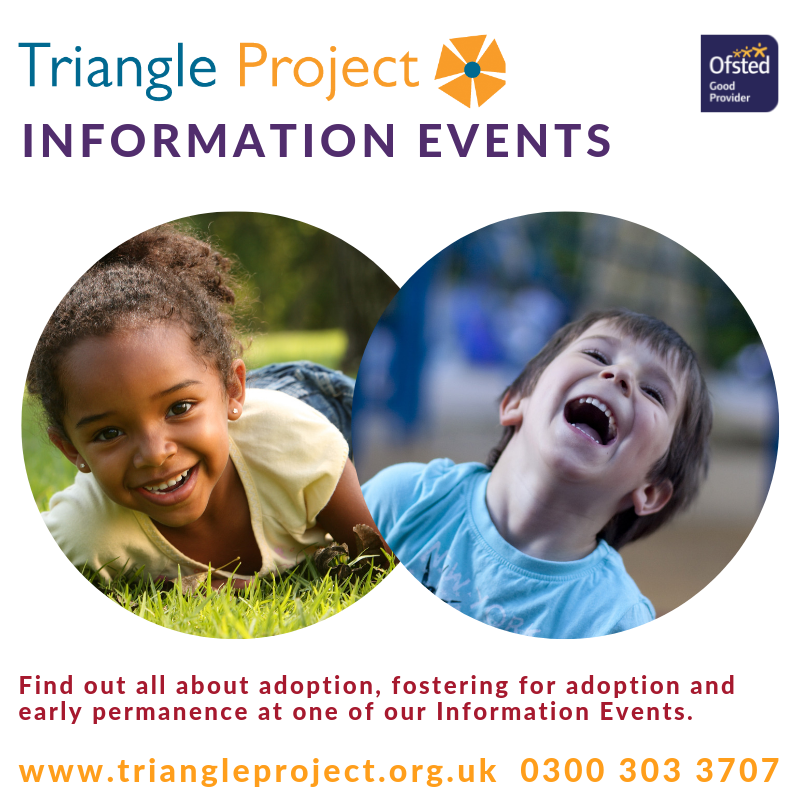 Triangle Project
Ofsted
Good
Provider
INFORMATION EVENTS
Find out all about adoption, fostering for adoption and
early permanence at one of our Information Events.
www.triangleproject.org.uk 0300 303 3707